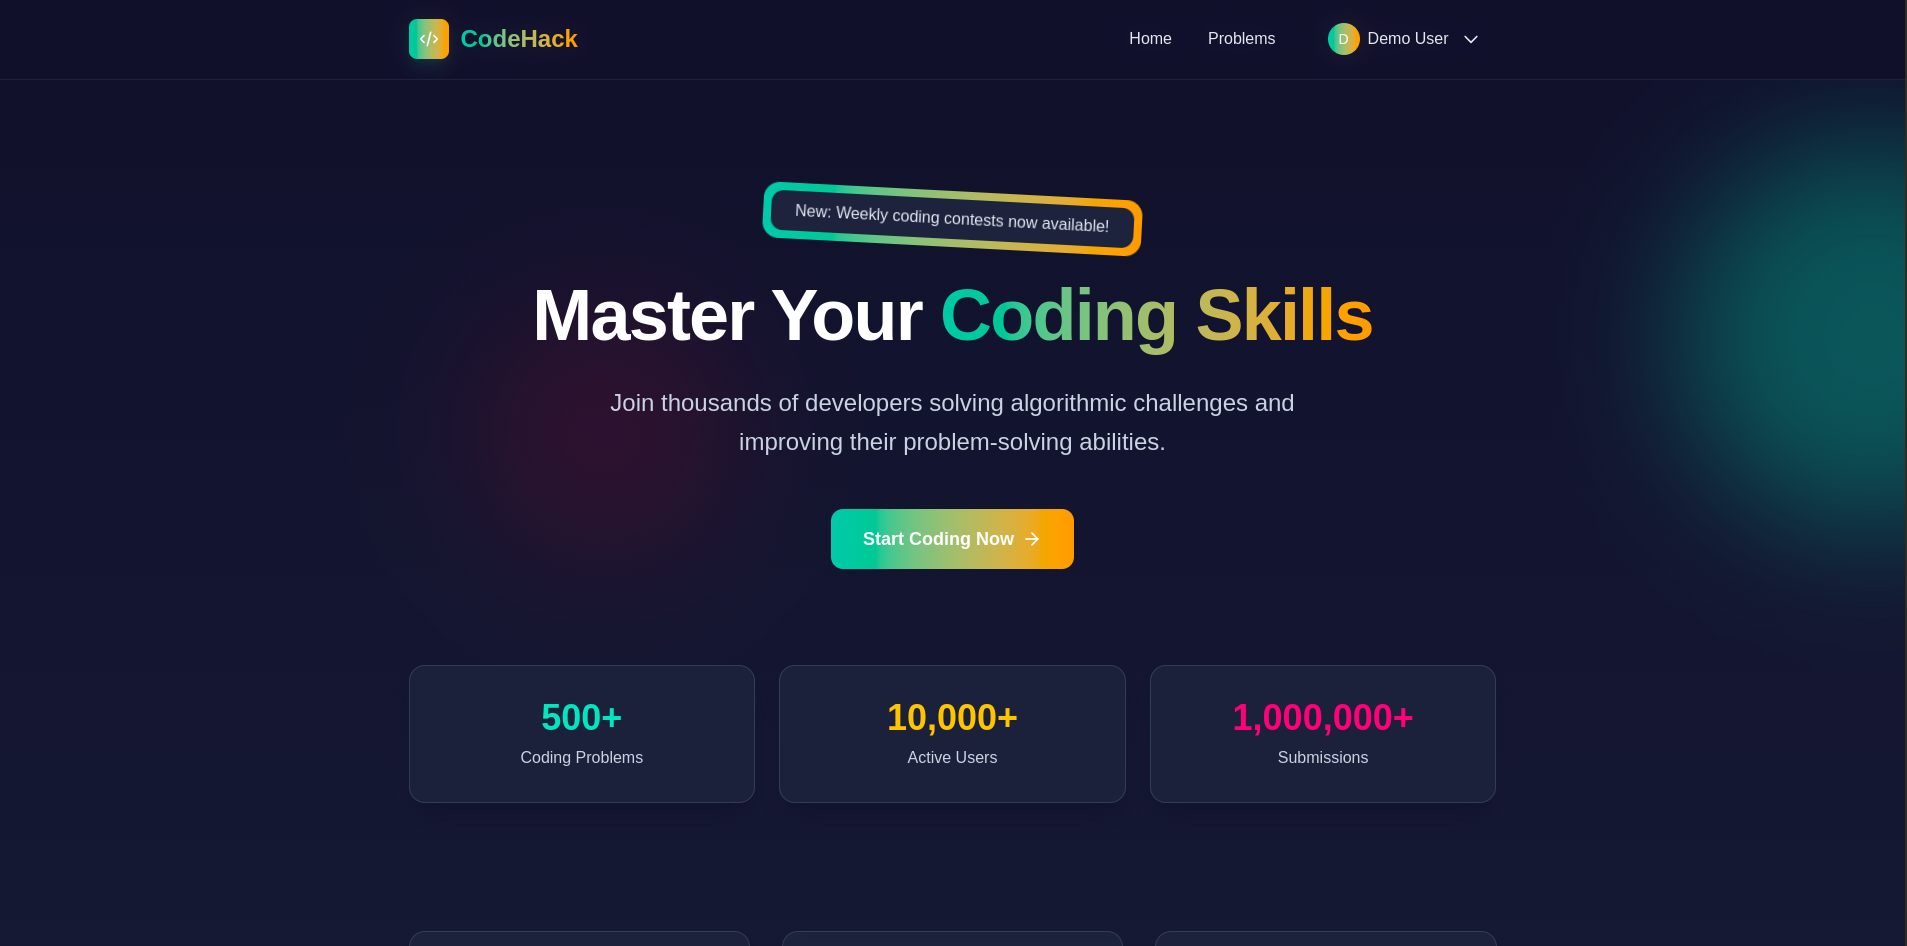 CodeHack
Home
Problems
D
Demo User
New: Weekly coding contests now available!
Master Your Coding Skills
Join thousands of developers solving algorithmic challenges and
improving their problem-solving abilities.
Start Coding Now
500+
Coding Problems
10,000+
Active Users
1,000,000+
Submissions